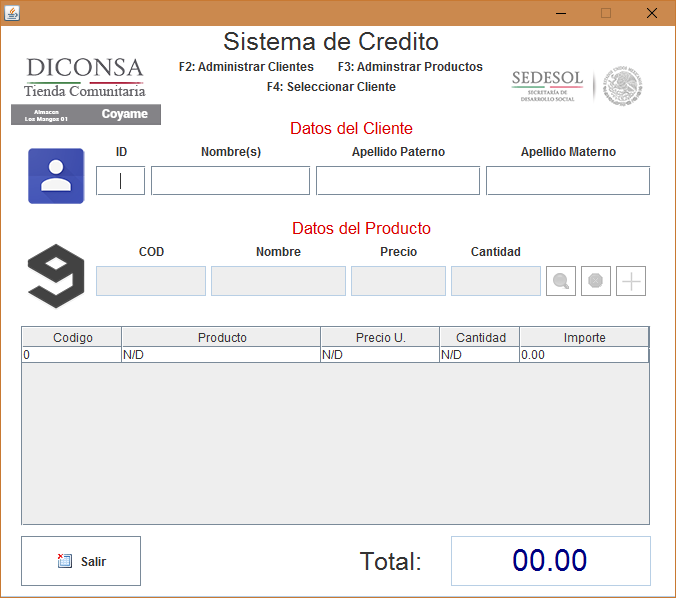 Sistema de Credito
F2: Administrar Clientes F3: Adminstrar Productos
F4: Seleccionar Cliente
DICONSA
Tienda Comunitaria
Almacen
Los Mangos 01
Coyame
SEDESOL
SECRETARÍA DE
DESARROLLO SOCIAL
Datos del Cliente
ID Nombre(s) Apellido Paterno Apellido Materno
Datos del Producto
COD Nombre Precio Cantidad
Codigo Producto Precio U. Cantidad Importe
0 N/D N/D N/D 0.00
Salir
Total: 00.00